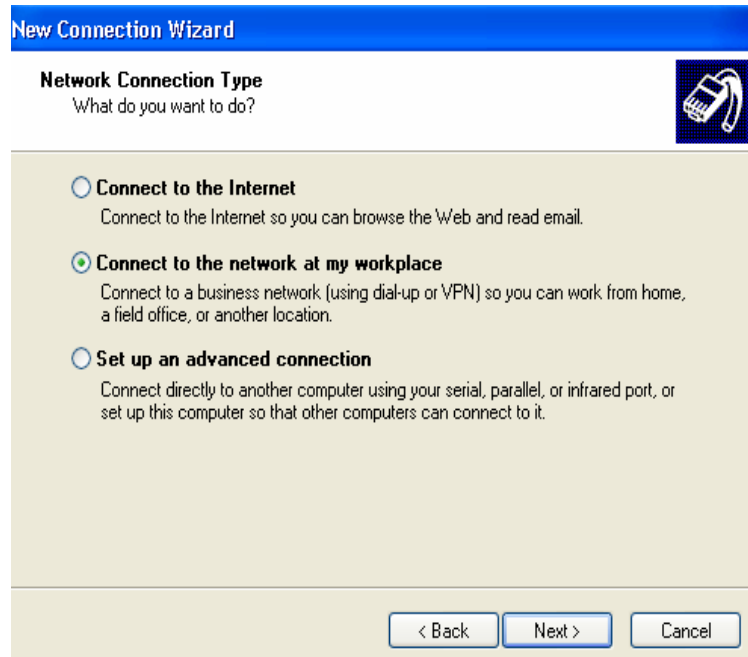 New Connection Wizard
Network Connection Type
What do you want to do?
Connect to the Internet
Connect to the Internet so you can browse the Web and read email.
Connect to the network at my workplace
Connect to a business network (using dial-up or VPN) so you can work from home,
a field office, or another location.
Set up an advanced connection
Connect directly to another computer using your serial, parallel, or infrared port, or
set up this computer so that other computers can connect to it.
< Back Next > Cancel